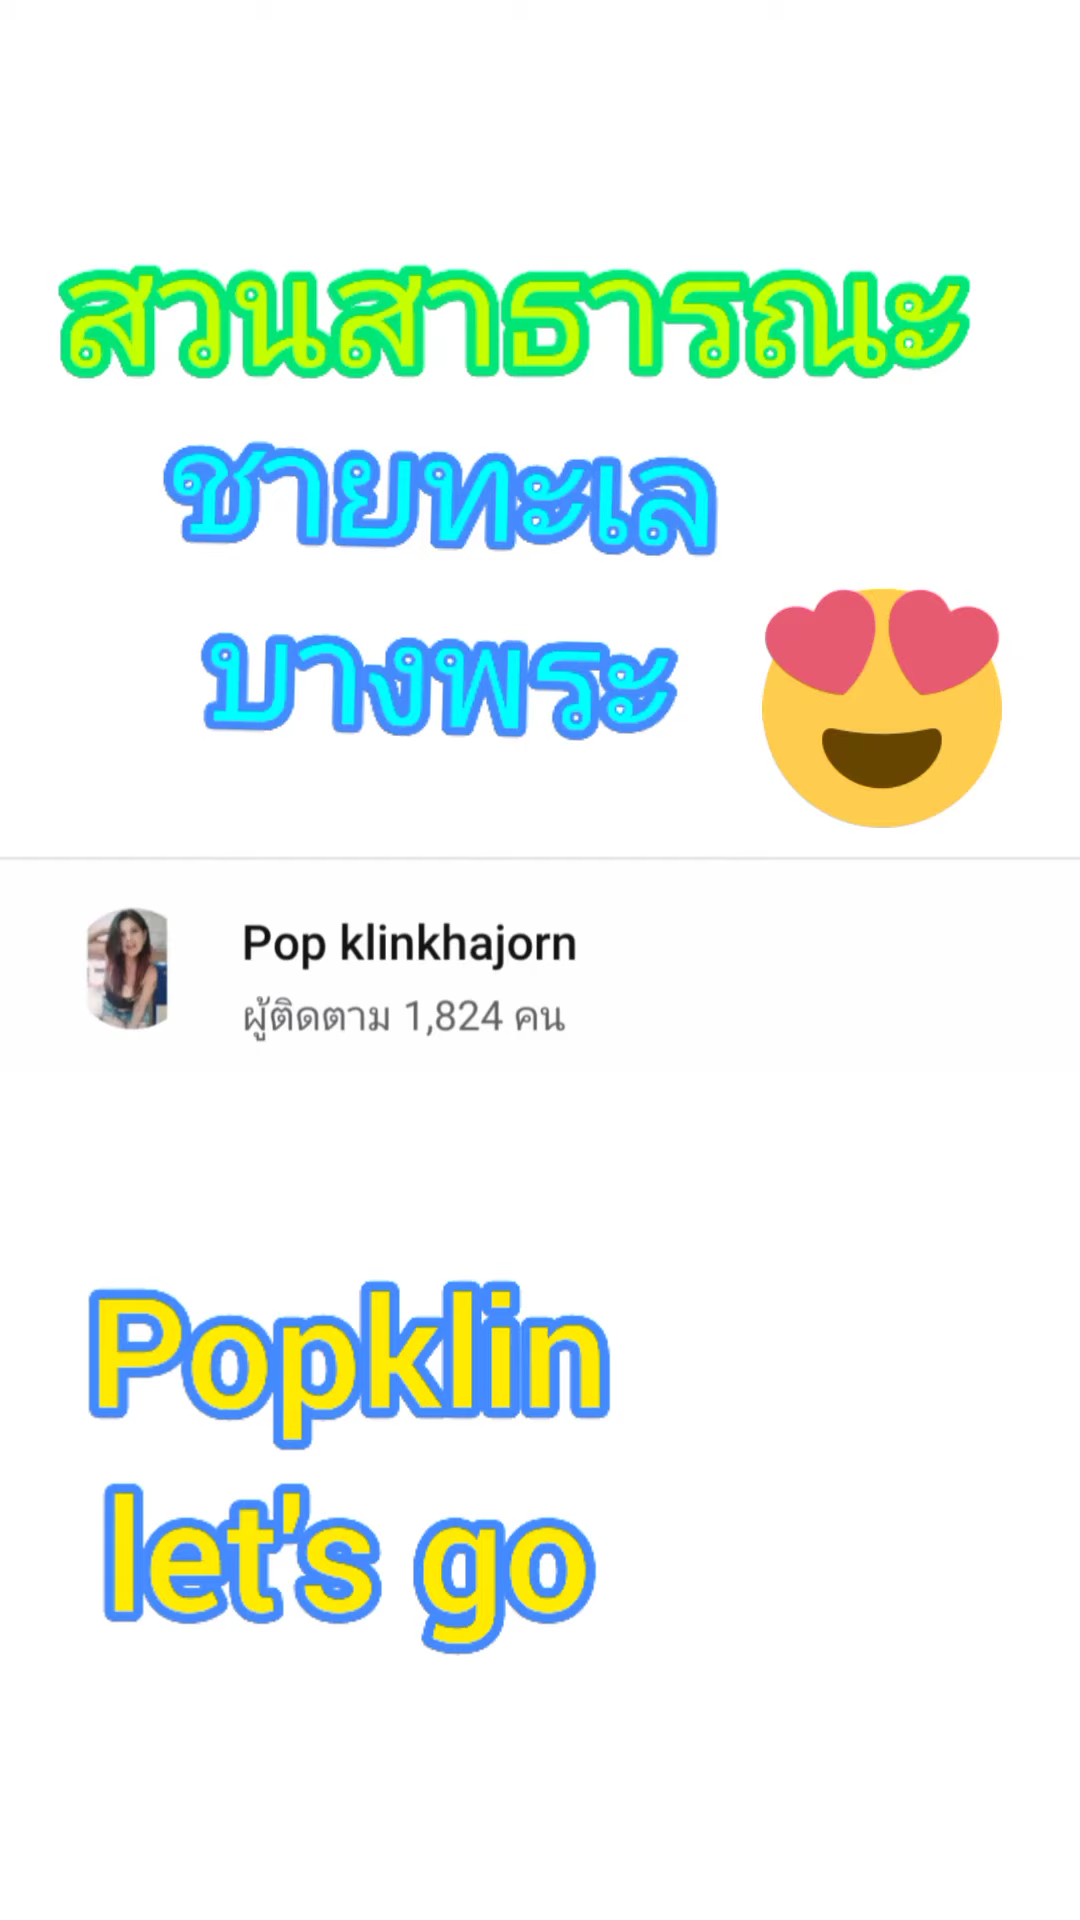 สวนสาธารณะ
ชายทะเล
บางพระ
Pop klinkhajorn
ผู้ติดตาม 1,824 คน
Popklin
let's go